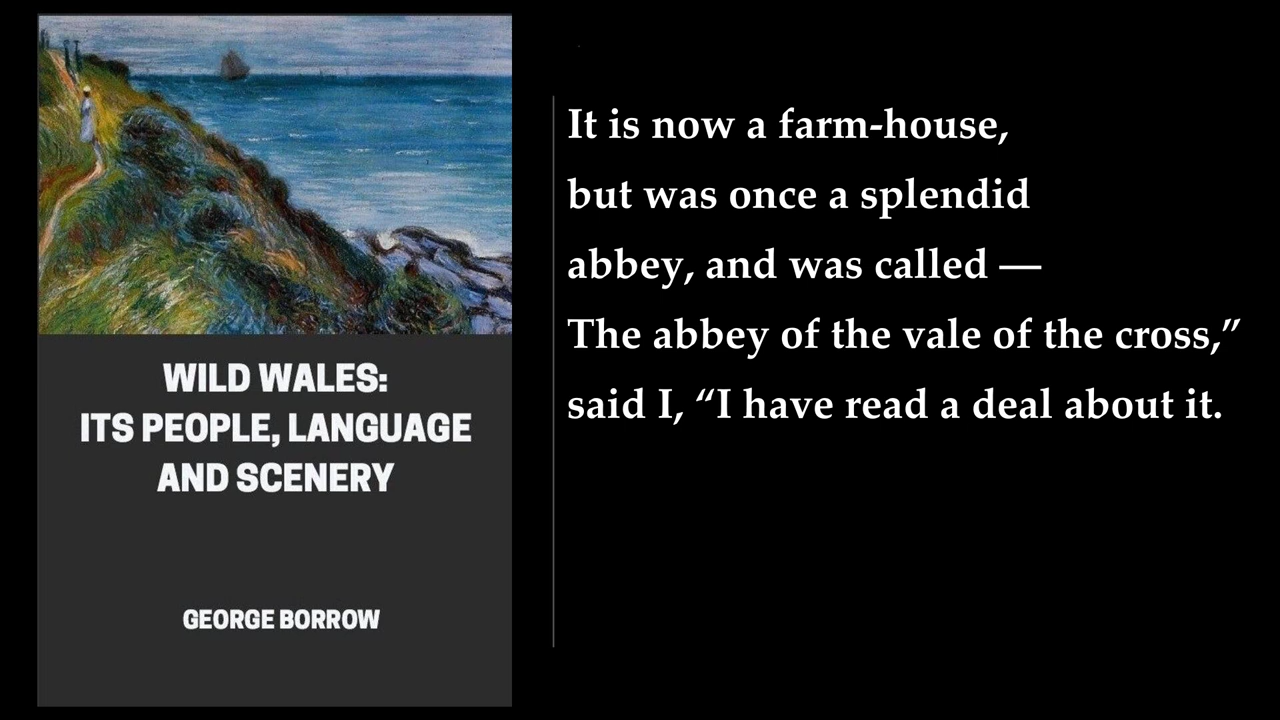 WILD WALES:
ITS PEOPLE, LANGUAGE
AND SCENERY
GEORGE BORROW
It is now a farm-house,
but was once a splendid
abbey, and was called —
The abbey of the vale of the cross,”
said I, “I have read a deal about it.